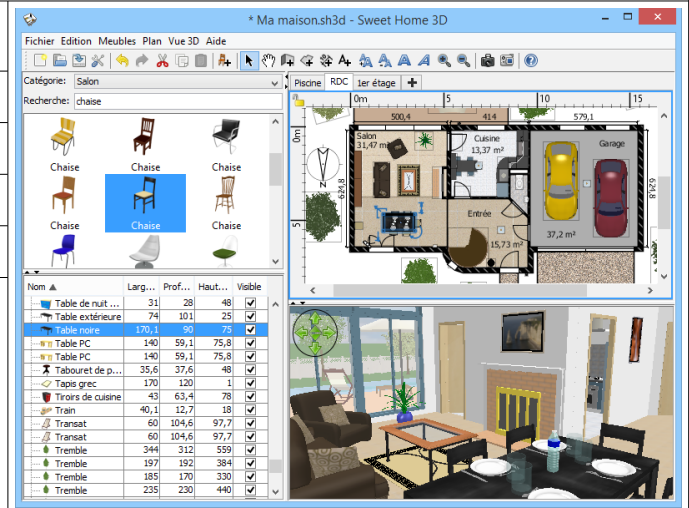 * Ma maison.sh3d - Sweet Home 3D
Fichier Edition Meubles Plan Vue 3D Aide
Catégorie: Salon
Recherche: chaise
Chaise Chaise Chaise
Chaise Chaise Chaise
Nom Larg... Prof... Haut... Visible
Table de nuit ... 31 28 48
Table extérieure 74 101 25
Table noire 170,1 90 75
Table PC 140 59,1 75,8
Table PC 140 59,1 75,8
Tabouret de p... 35,6 37,6 48
Tapis grec 170 120 1
Tiroirs de cuisine 43 63,4 78
Train 40,1 12,7 18
Transat 60 104,6 97,7
Transat 60 104,6 97,7
Tremble 344 312 559
Tremble 197 192 384
Tremble 185 170 330
Tremble 235 230 440
Piscine RDC 1er étage
0m 5 10 15
0m
5
500,4 414 579,1
Salon
31,47 m²
Cuisine
13,37 m²
Garage
N
624,8
624,8
Entrée
15,73 m²
37,2 m²